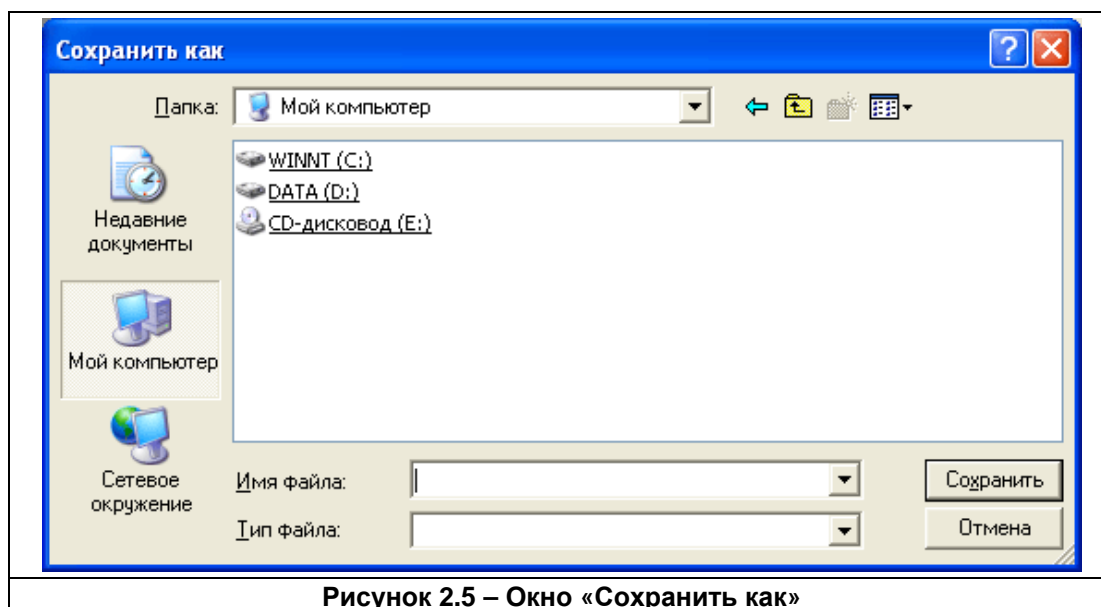 Сохранить как
Папка: Мой компьютер
WINNT (C:)
DATA (D:)
CD-дисковод (E:)
Недавние
документы
Мой компьютер
Сетевое
окружение
Имя файла:
Тип файла:
Сохранить
Отмена
Рисунок 2.5 – Окно «Сохранить как»